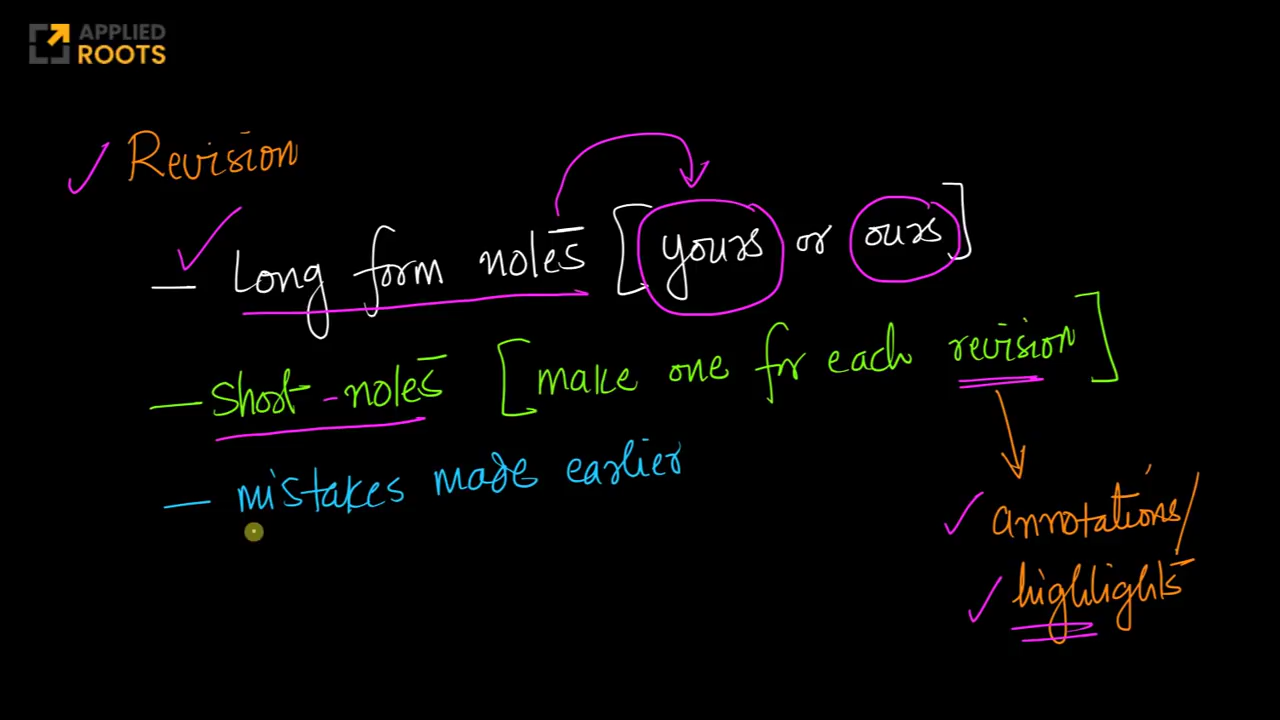 APPLIED
ROOTS
Revision
— Long form notes [yours or ours]
— Short-notes [make one for each revision]
— mistakes made earlier
annotations/
highlights